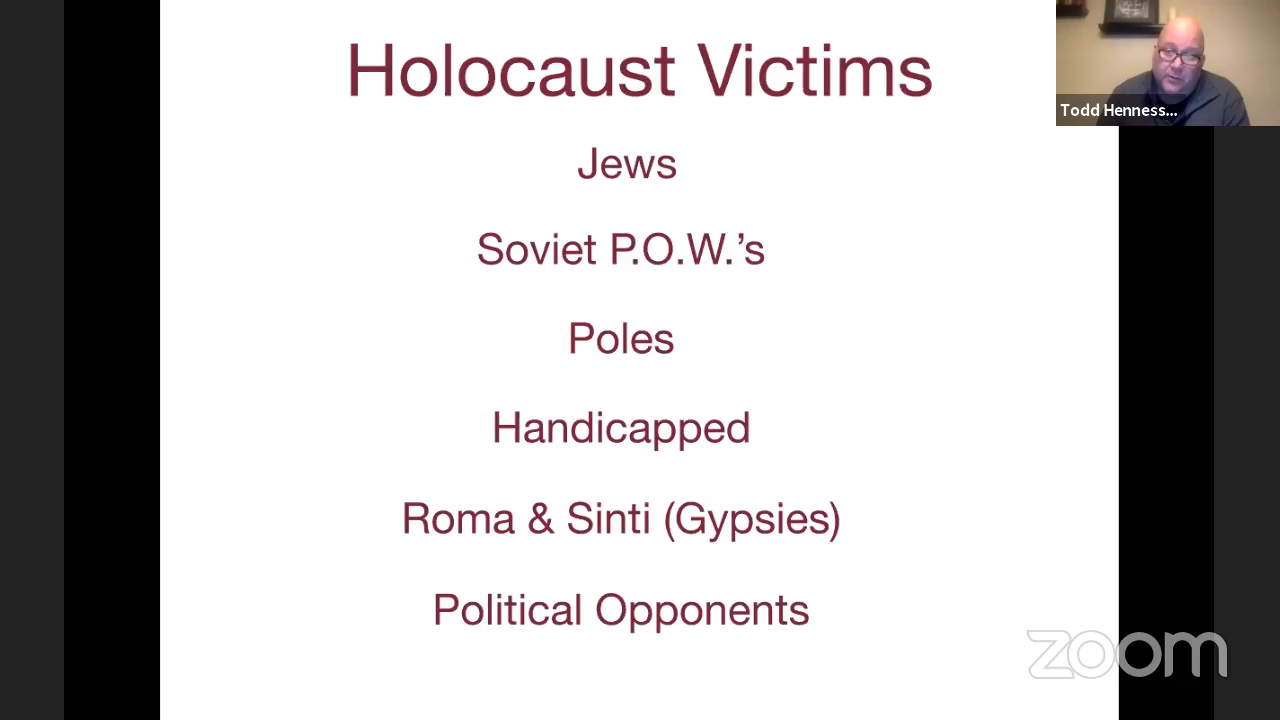 Holocaust Victims
Jews
Soviet P.O.W.'s
Poles
Handicapped
Roma & Sinti (Gypsies)
Political Opponents
Todd Henness...
zoom